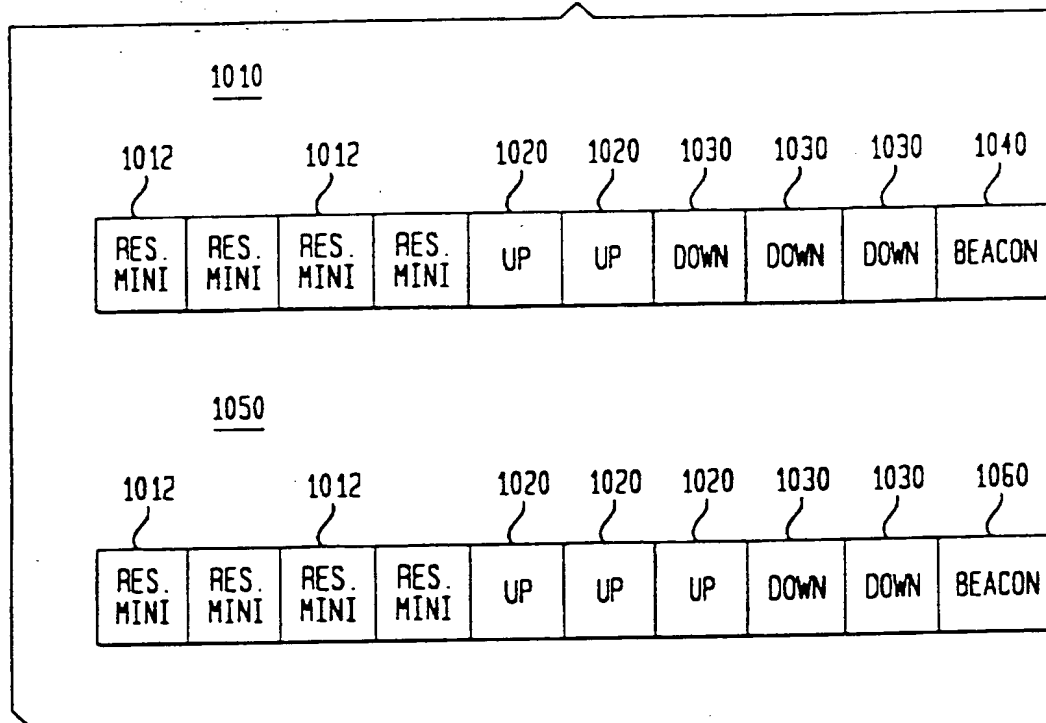 1010
1012 1012 1020 1020 1030 1030 1030 1040
RES. RES. RES. RES. UP UP DOWN DOWN DOWN BEACON
MINI MINI MINI MINI
1050
1012 1012 1020 1020 1020 1030 1030 1060
RES. RES. RES. RES. UP UP UP DOWN DOWN BEACON
MINI MINI MINI MINI